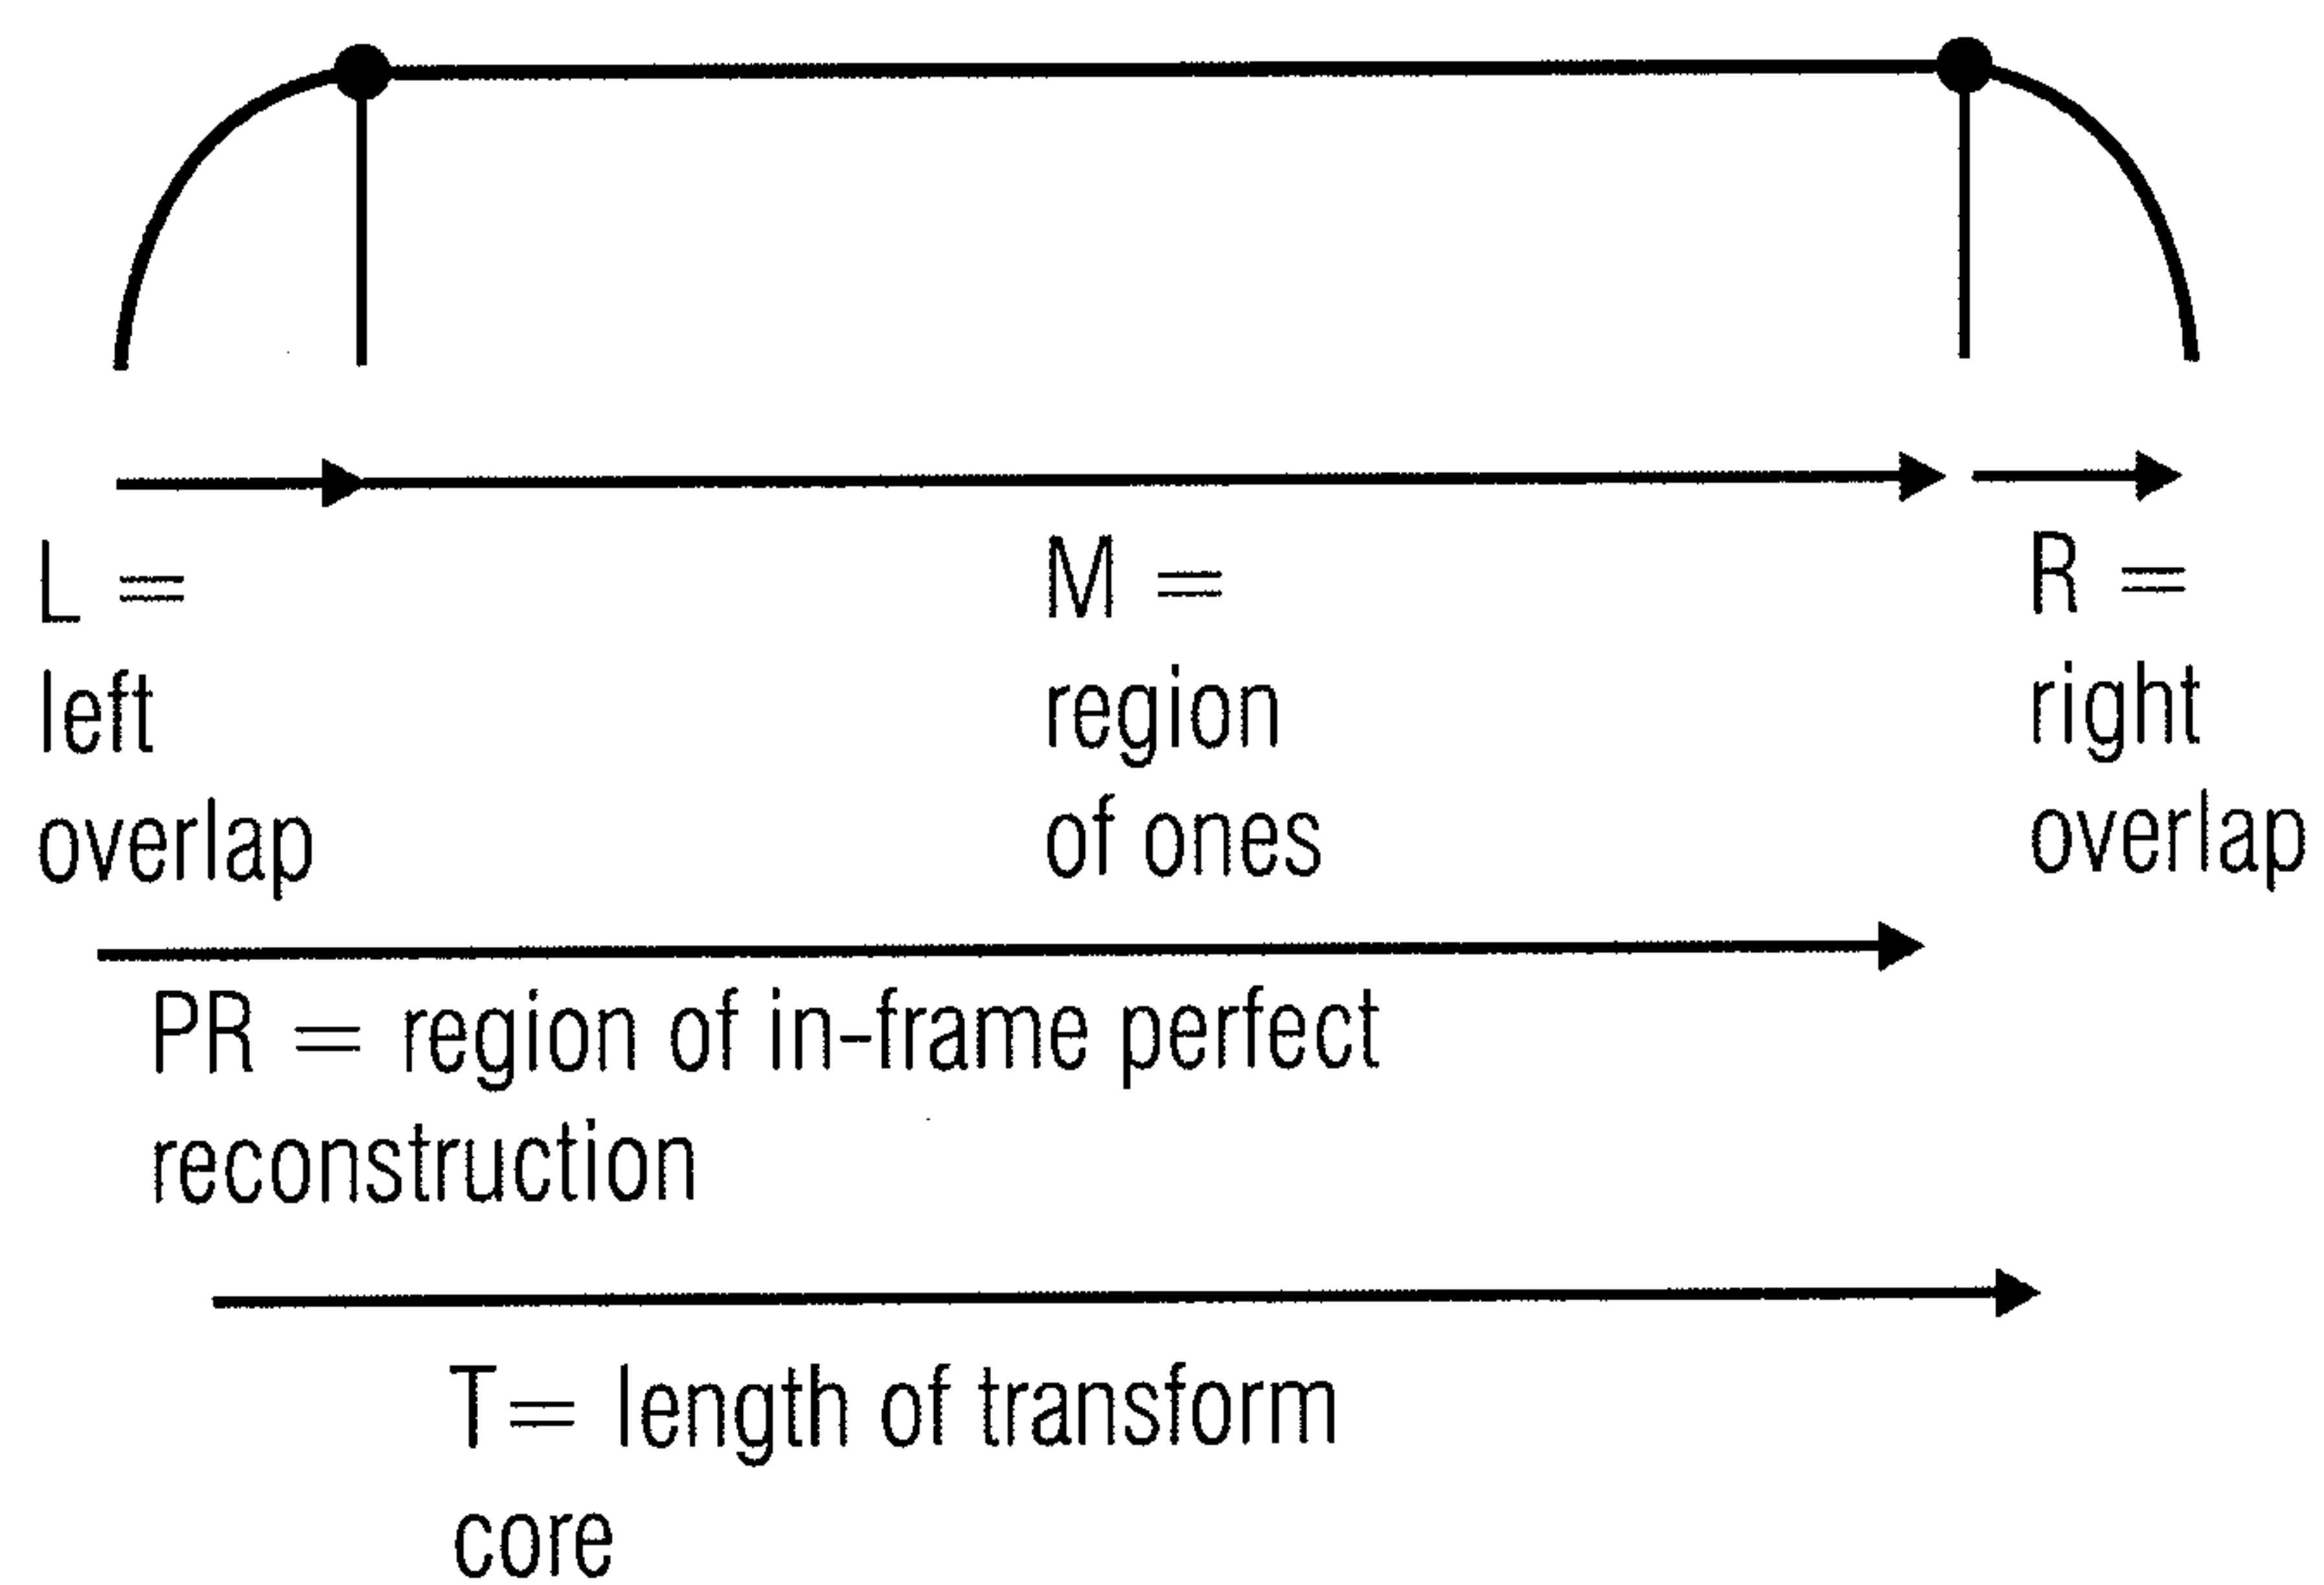 L =
left
overlap
M =
region
of ones
R =
right
overlap
PR = region of in-frame perfect
reconstruction
T= length of transform
core